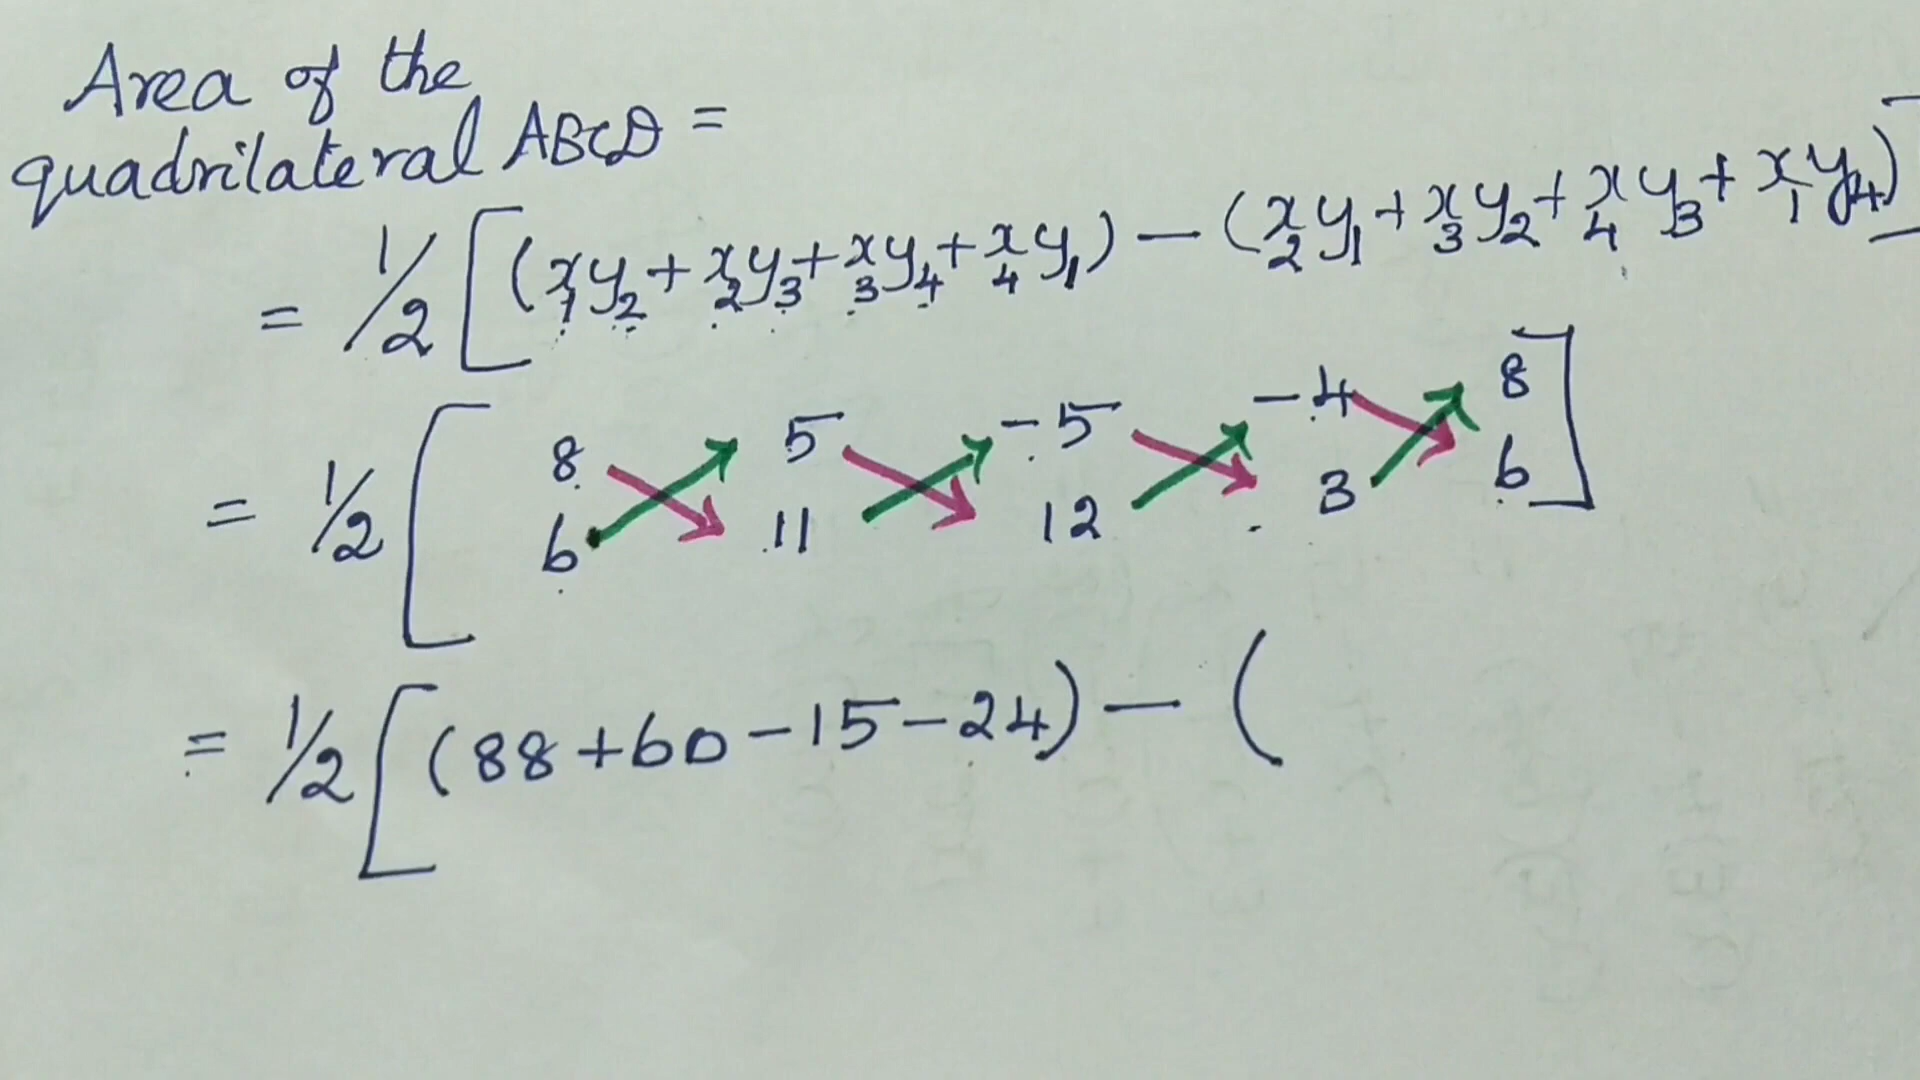 Area of the
quadrilateral ABCD =
= 1/2 [(x₁y₂+x₂y₃+x₃y₄+x₄y₁) - (x₂y₁+x₃y₂+x₄y₃+x₁y₄)]
= 1/2 [ 8 5 -5 -4 8
6 11 12 3 6 ]
= 1/2 [(88+60-15-24) - (